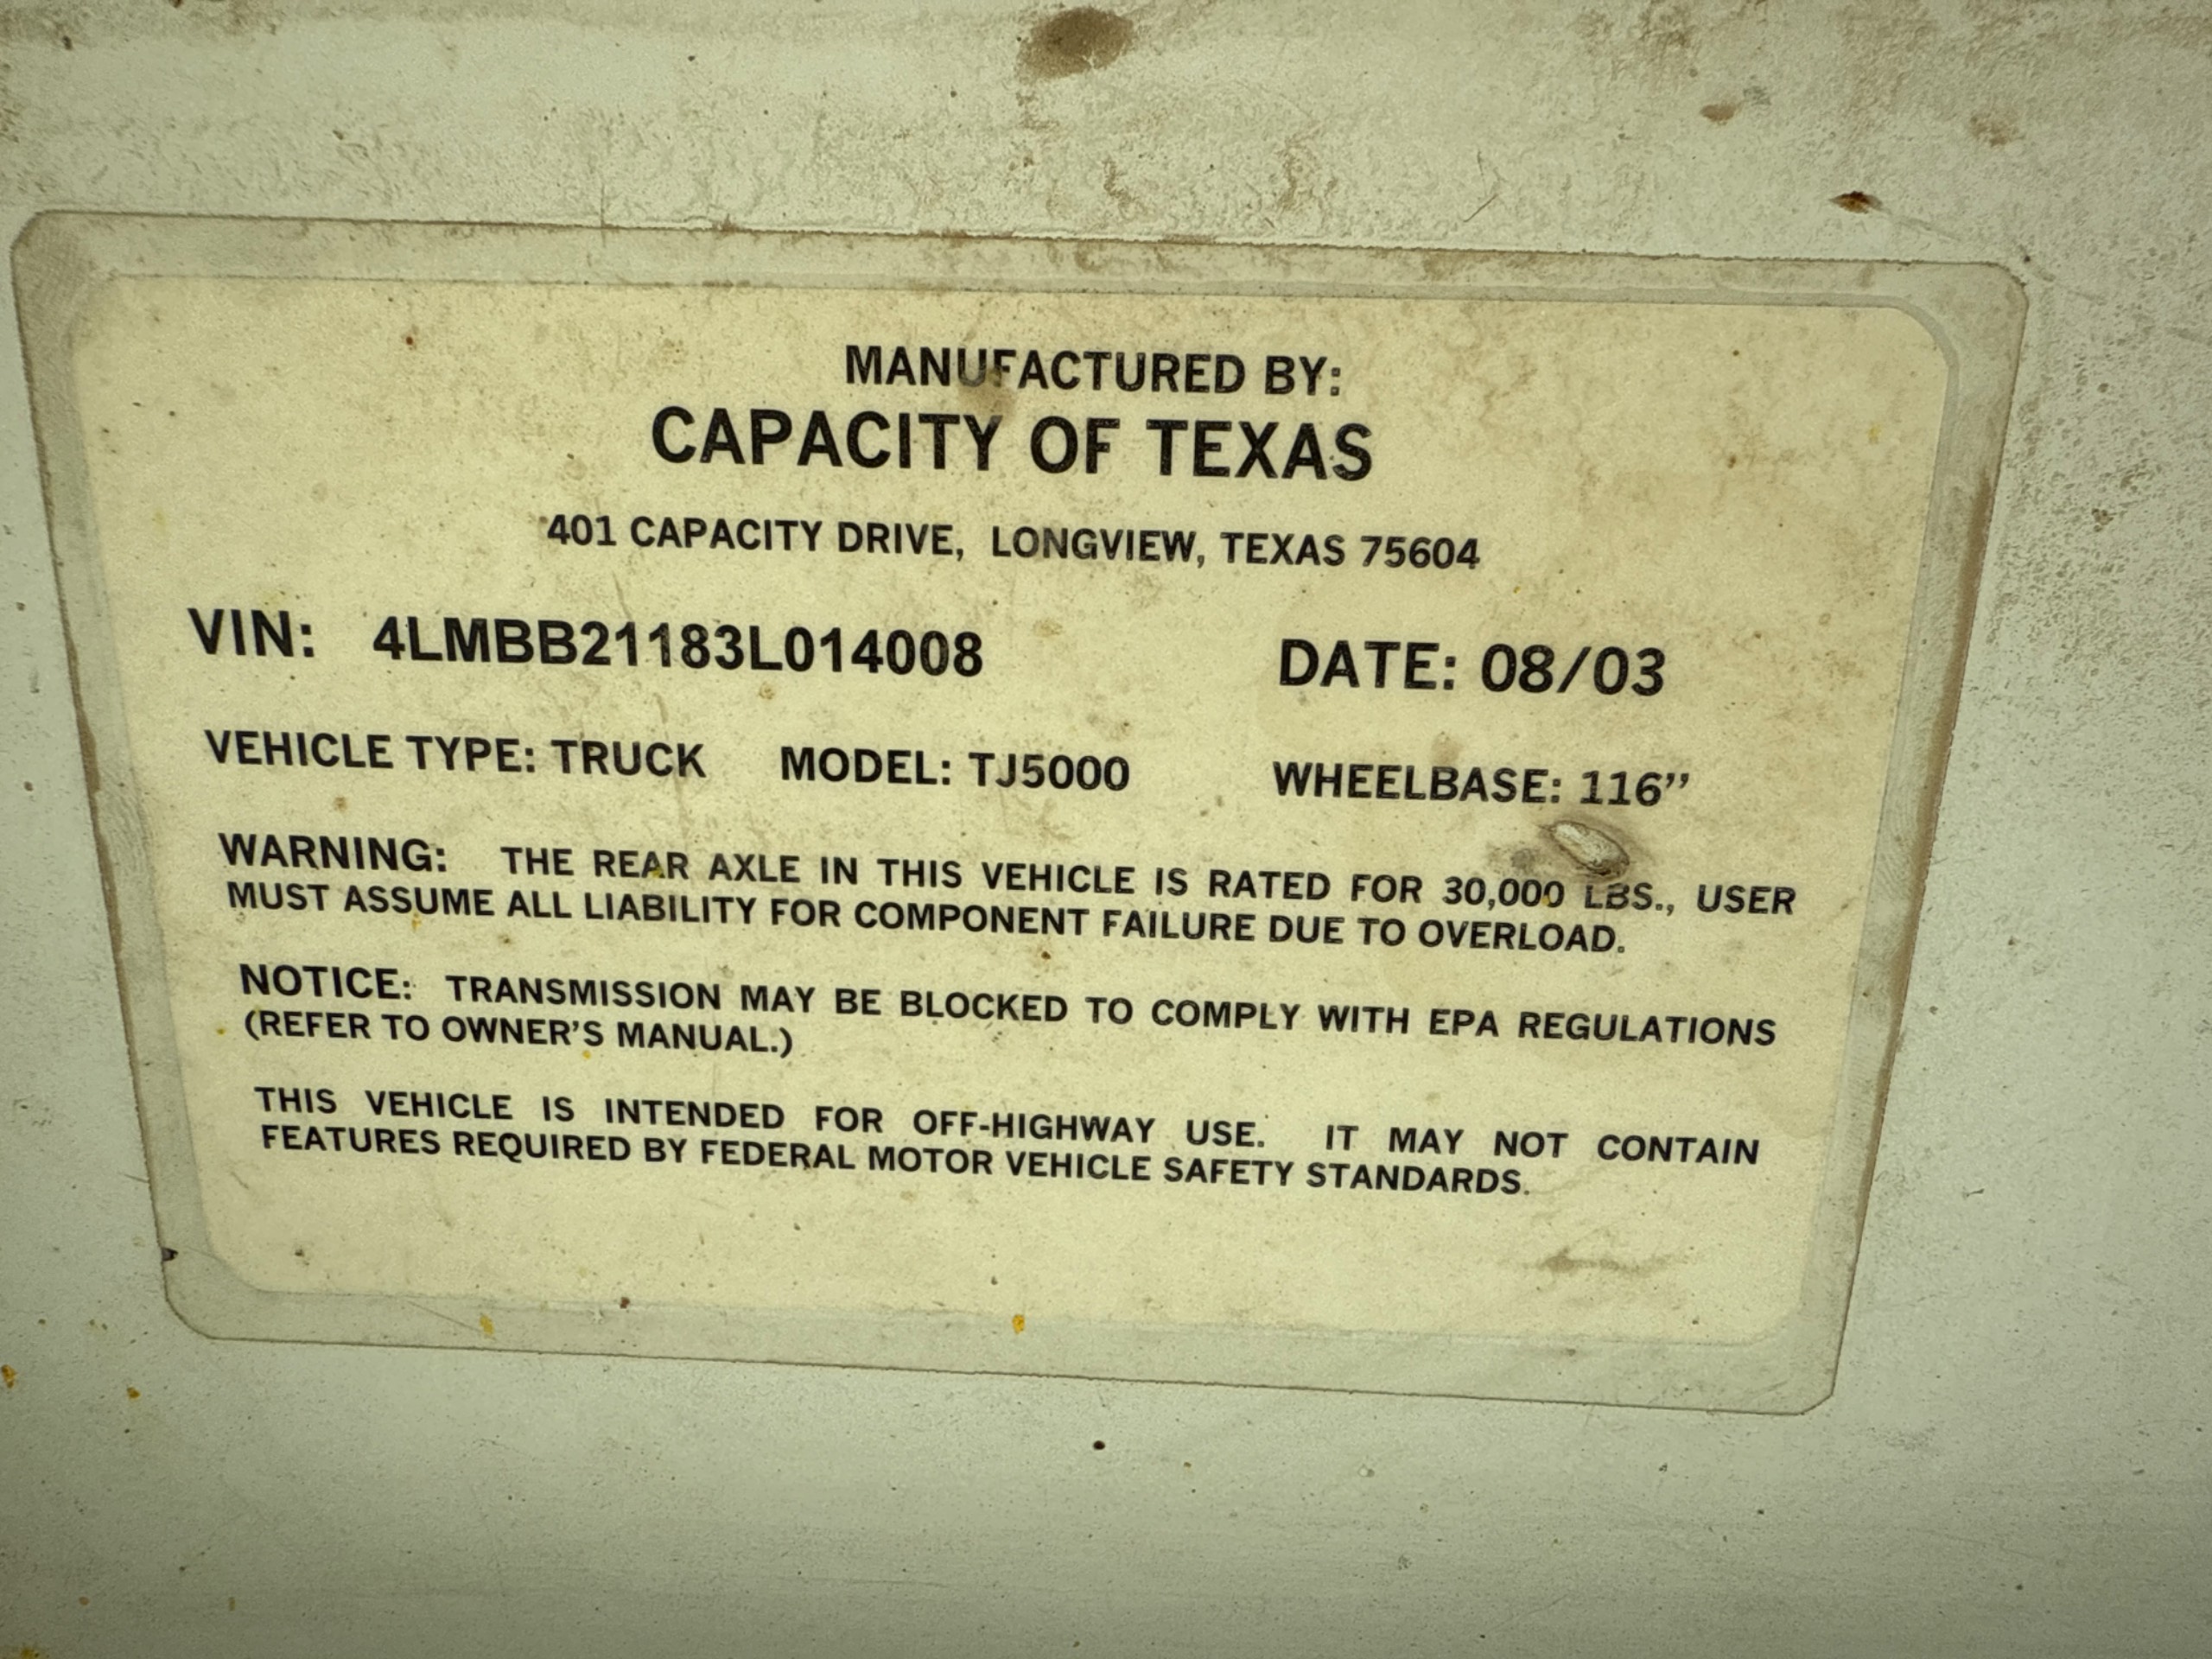 MANUFACTURED BY:
CAPACITY OF TEXAS
401 CAPACITY DRIVE, LONGVIEW, TEXAS 75604
VIN: 4LMBB21183L014008 DATE: 08/03
VEHICLE TYPE: TRUCK MODEL: TJ5000 WHEELBASE: 116”
WARNING: THE REAR AXLE IN THIS VEHICLE IS RATED FOR 30,000 LBS., USER
MUST ASSUME ALL LIABILITY FOR COMPONENT FAILURE DUE TO OVERLOAD.
NOTICE: TRANSMISSION MAY BE BLOCKED TO COMPLY WITH EPA REGULATIONS
(REFER TO OWNER’S MANUAL.)
THIS VEHICLE IS INTENDED FOR OFF-HIGHWAY USE. IT MAY NOT CONTAIN
FEATURES REQUIRED BY FEDERAL MOTOR VEHICLE SAFETY STANDARDS.